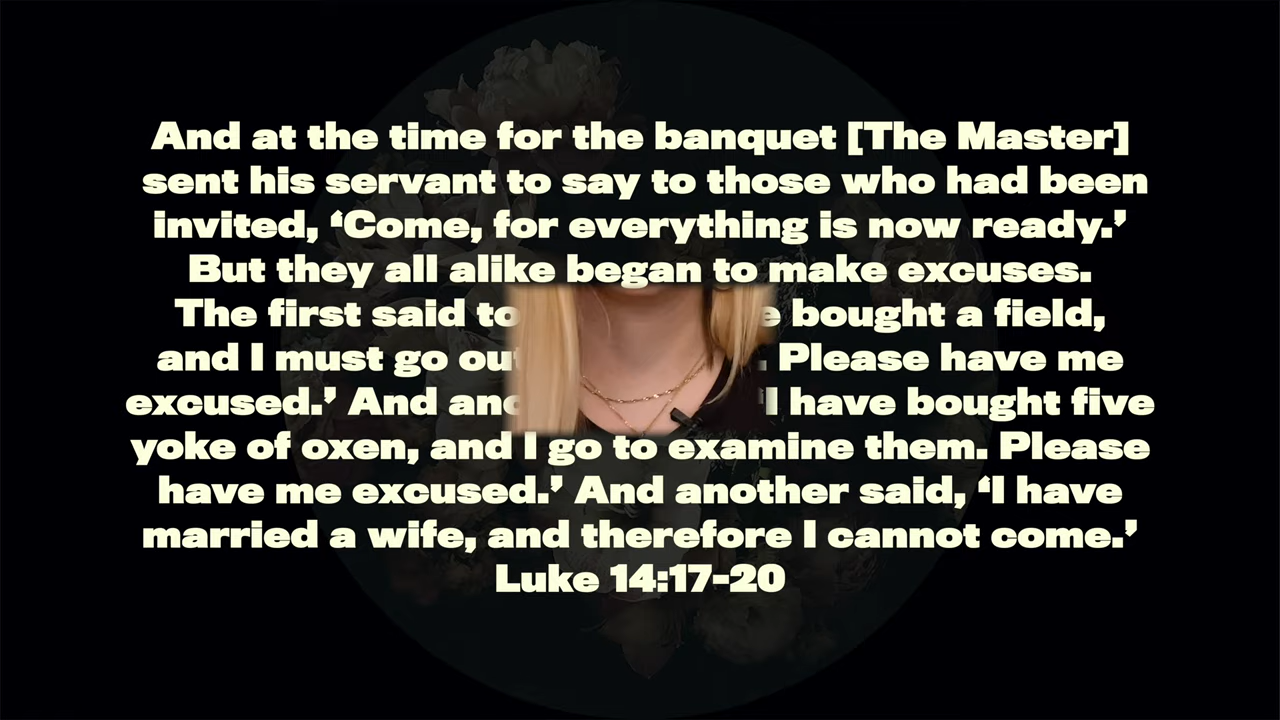 And at the time for the banquet [The Master]
sent his servant to say to those who had been
invited, ‘Come, for everything is now ready.’
But they all alike began to make excuses.
The first said to bought a field,
and I must go Please have me
excused.’ And ‘I have bought five
yoke of oxen, and I go to examine them. Please
have me excused.’ And another said, ‘I have
married a wife, and therefore I cannot come.’
Luke 14:17-20